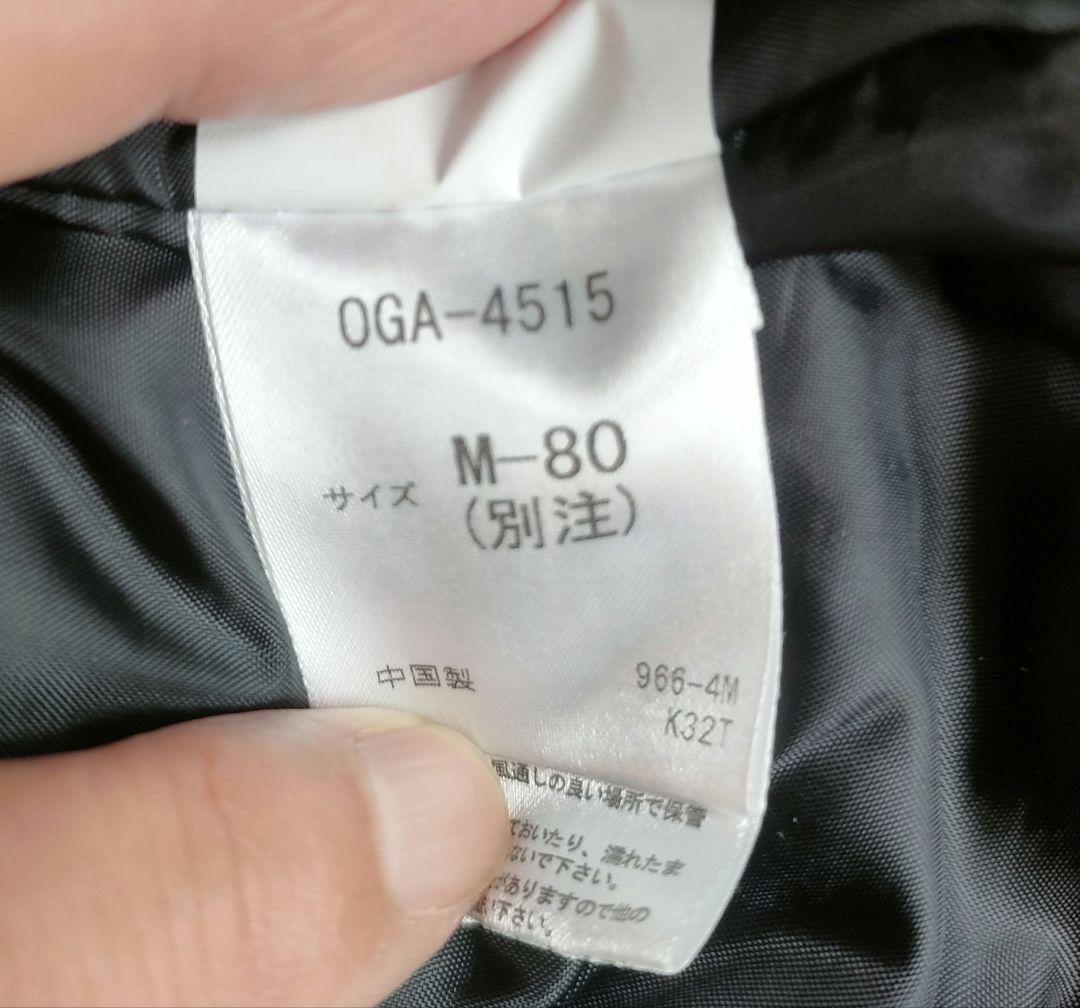 OGA-4515
サイズ M-80
(別注)
中国製 966-4M
K32T
風通しの良い場所で保管
ておいたり、濡れたま
ないで下さい。
がありますので他の
下さい。